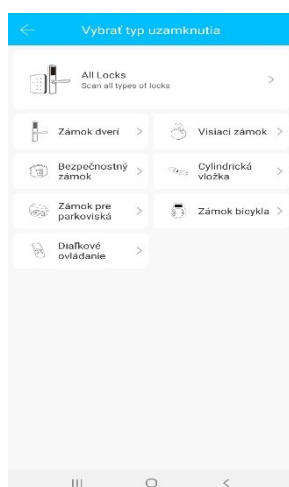 Vybrať typ uzamknutia
All Locks
Scan all types of locks
Zámok dverí
Visiaci zámok
Bezpečnostný
zámok
Cylindrická
vložka
Zámok pre
parkoviská
Zámok bicykla
Diaľkové
ovládanie